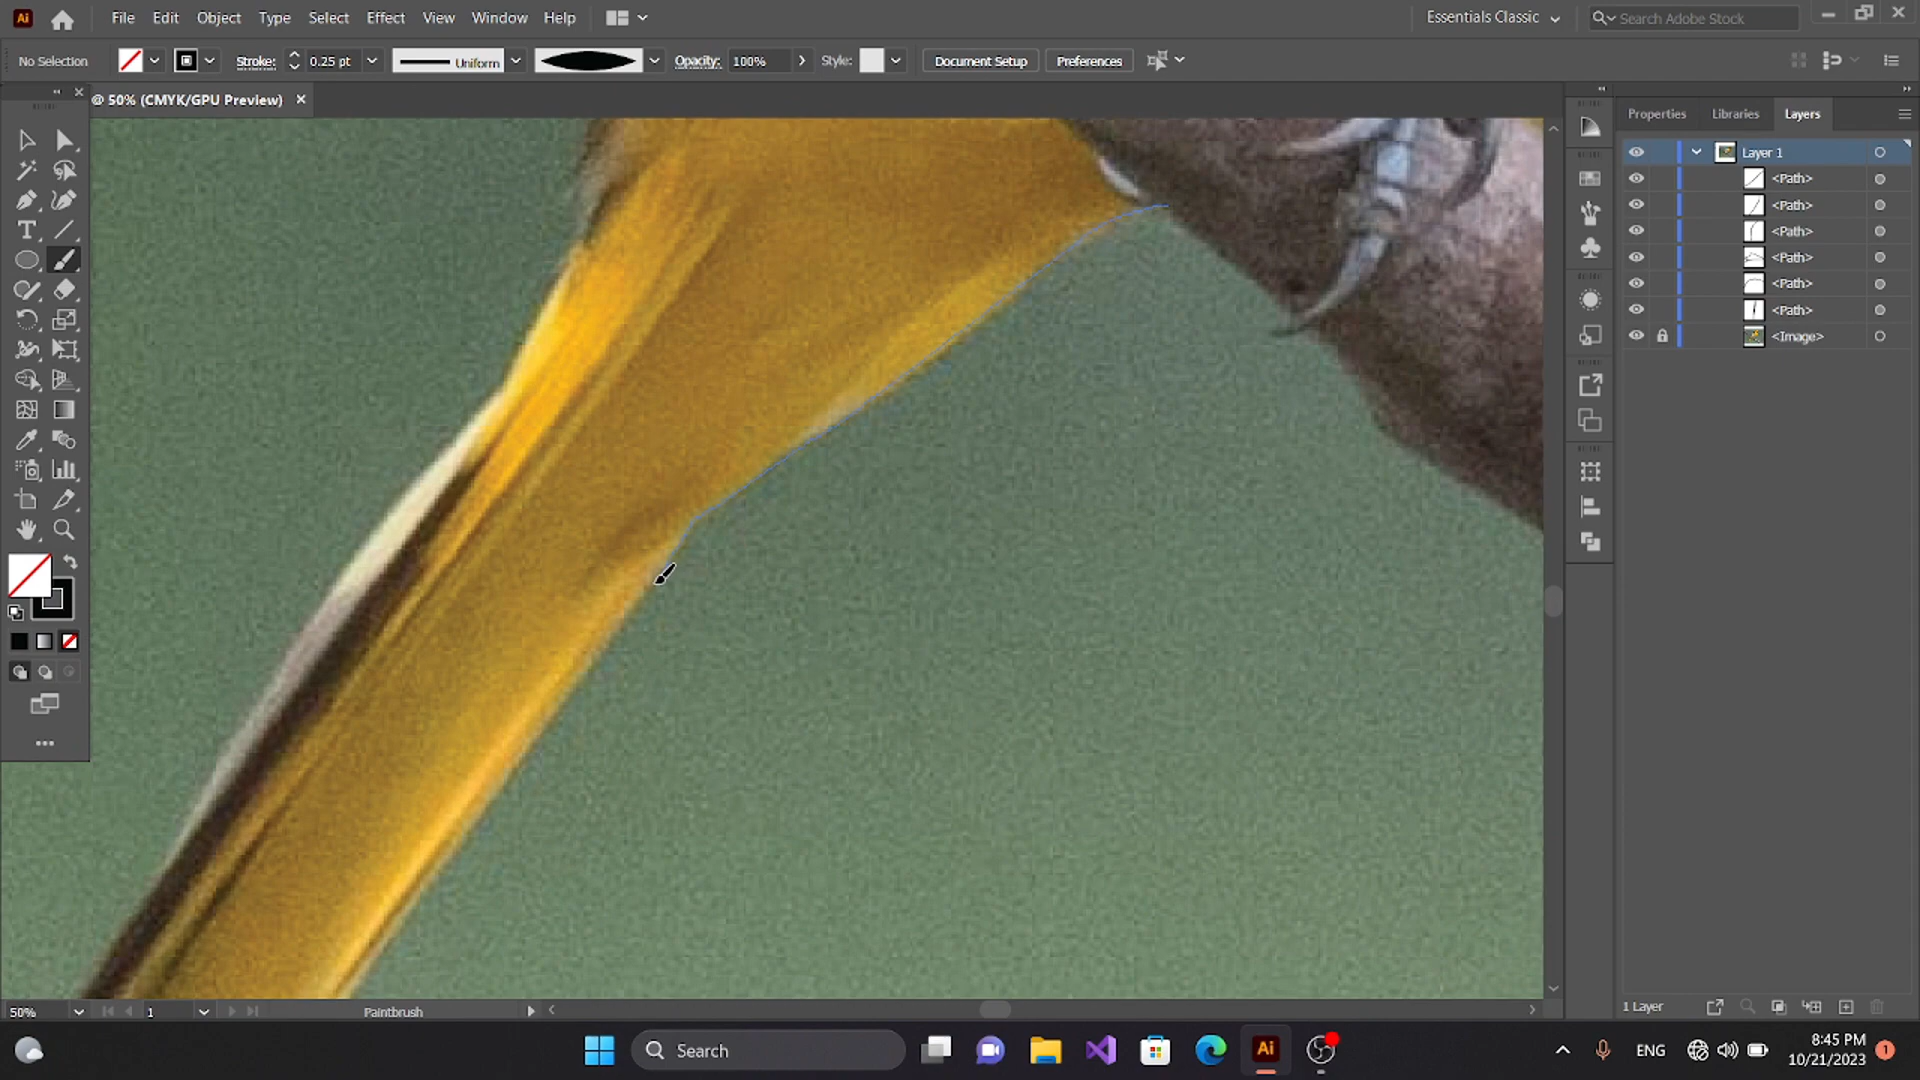 Ai File Edit Object Type Select Effect View Window Help Essentials Classic Search Adobe Stock
No Selection Stroke: 0.25 pt Uniform Opacity: 100% Style: Document Setup Preferences
@ 50% (CMYK/GPU Preview) ×
Properties Libraries Layers
Layer 1
<Path>
<Path>
<Path>
<Path>
<Path>
<Path>
<Image>
50% 1 Paintbrush
1 Layer
Search Ai ENG 8:45 PM
10/21/2023 1